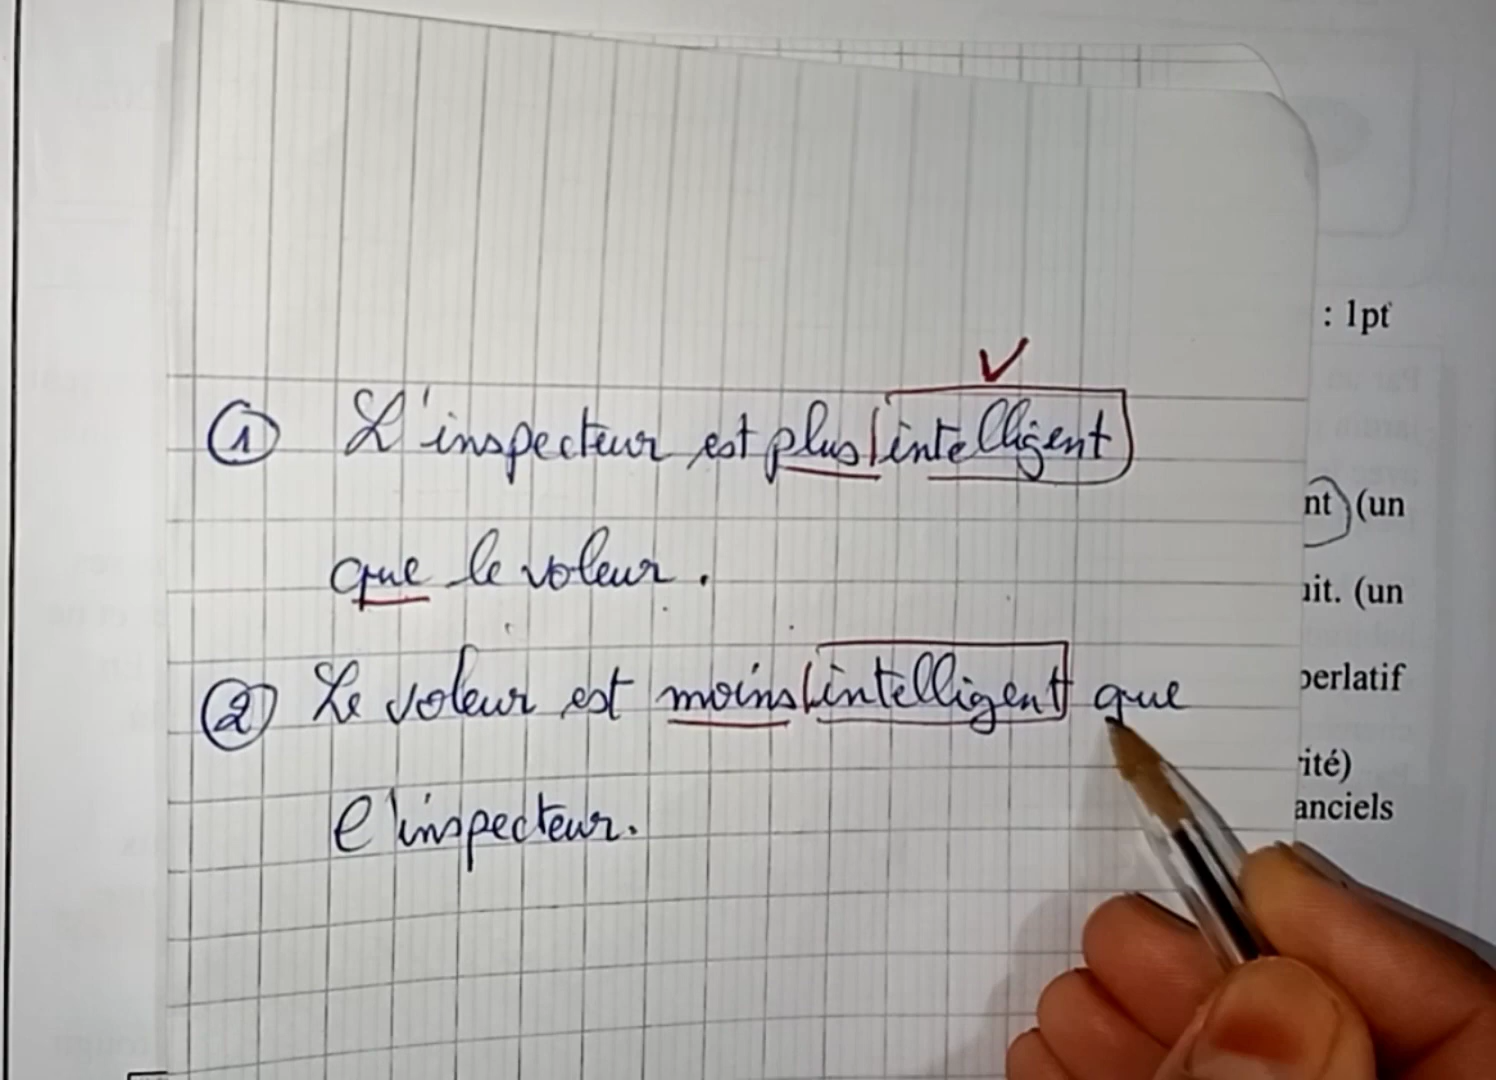 : 1pt
① L'inspecteur est plus intelligent
nt (un
que le voleur.
uit. (un
② Le voleur est moins intelligent que
perlatif
rité)
l'inspecteur.
anciels